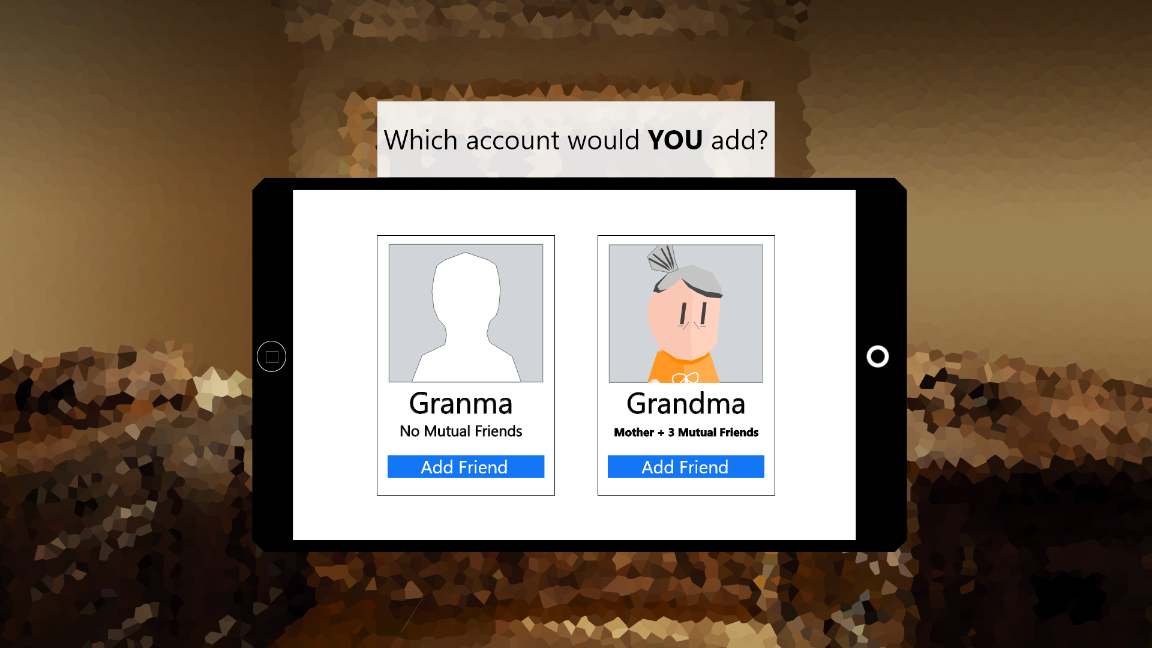 Which account would YOU add?
Granma
No Mutual Friends
Add Friend
Grandma
Mother + 3 Mutual Friends
Add Friend